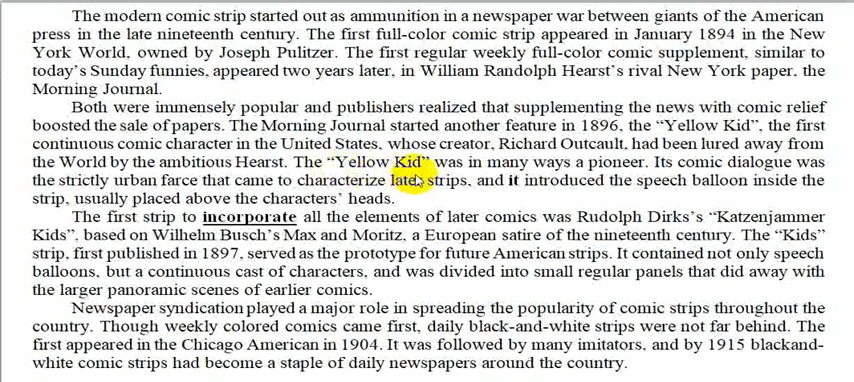 The modern comic strip started out as ammunition in a newspaper war between giants of the American
press in the late nineteenth century. The first full-color comic strip appeared in January 1894 in the New
York World, owned by Joseph Pulitzer. The first regular weekly full-color comic supplement, similar to
today's Sunday funnies, appeared two years later, in William Randolph Hearst's rival New York paper, the
Morning Journal.
Both were immensely popular and publishers realized that supplementing the news with comic relief
boosted the sale of papers. The Morning Journal started another feature in 1896, the "Yellow Kid", the first
continuous comic character in the United States, whose creator, Richard Outcault, had been lured away from
the World by the ambitious Hearst. The "Yellow Kid" was in many ways a pioneer. Its comic dialogue was
the strictly urban farce that came to characterize later strips, and it introduced the speech balloon inside the
strip, usually placed above the characters' heads.
The first strip to incorporate all the elements of later comics was Rudolph Dirks's "Katzenjammer
Kids", based on Wilhelm Busch's Max and Moritz, a European satire of the nineteenth century. The "Kids"
strip, first published in 1897, served as the prototype for future American strips. It contained not only speech
balloons, but a continuous cast of characters, and was divided into small regular panels that did away with
the larger panoramic scenes of earlier comics.
Newspaper syndication played a major role in spreading the popularity of comic strips throughout the
country. Though weekly colored comics came first, daily black-and-white strips were not far behind. The
first appeared in the Chicago American in 1904. It was followed by many imitators, and by 1915 blackand-
white comic strips had become a staple of daily newspapers around the country.